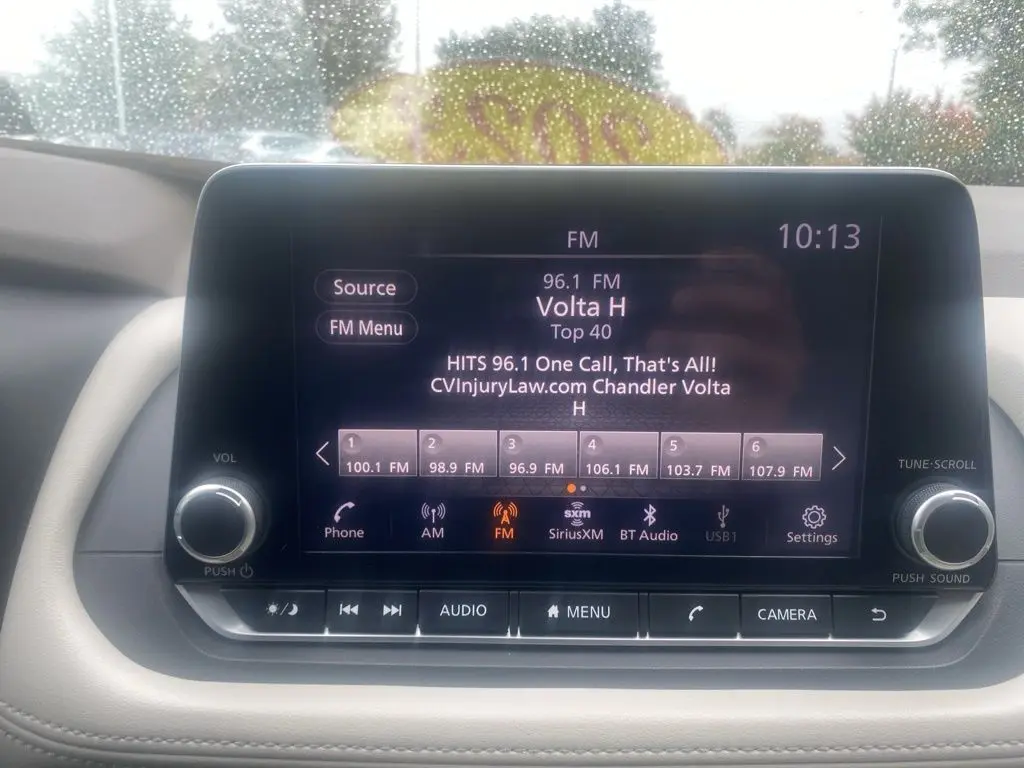 FM
10:13
Source
96.1 FM
Volta H
FM Menu
Top 40
HITS 96.1 One Call, That's All!
CVInjuryLaw.com Chandler Volta
H
1 2 3 4 5 6
100.1 FM 98.9 FM 96.9 FM 106.1 FM 103.7 FM 107.9 FM
VOL
TUNE·SCROLL
sxm
Phone AM FM SiriusXM BT Audio USB1 Settings
PUSH
PUSH SOUND
AUDIO MENU CAMERA